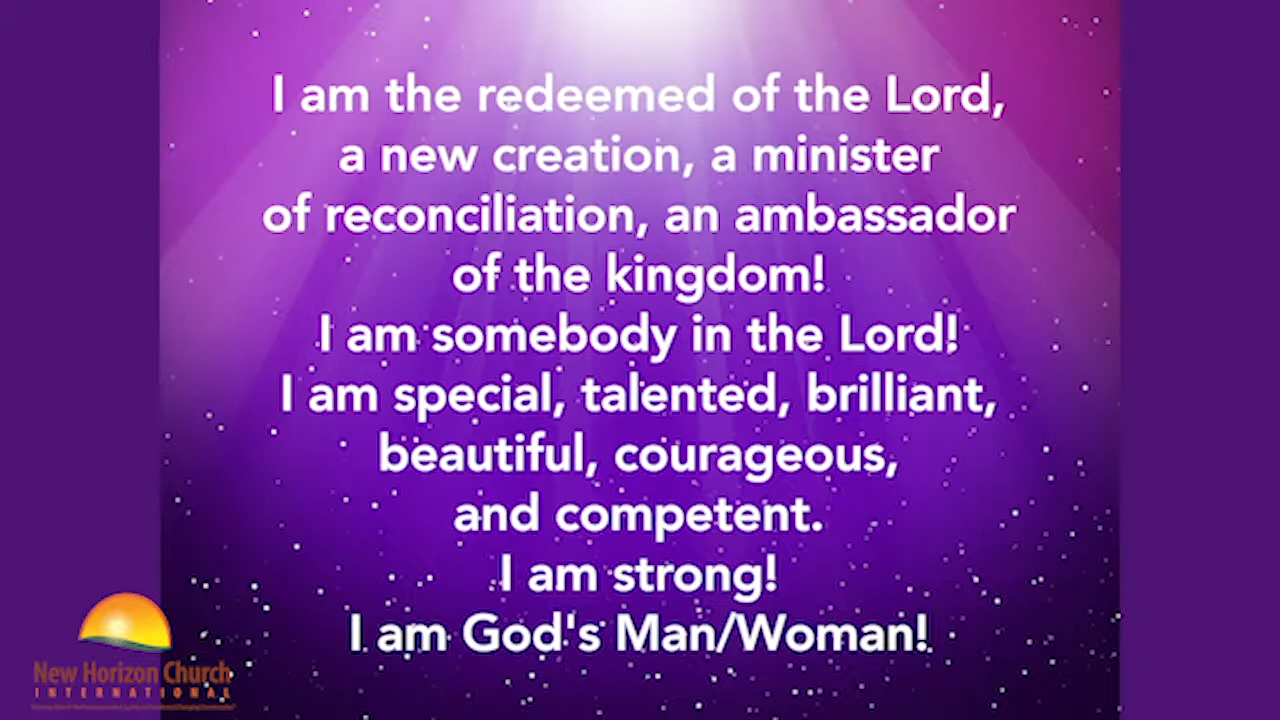 I am the redeemed of the Lord,
a new creation, a minister
of reconciliation, an ambassador
of the kingdom!
I am somebody in the Lord!
I am special, talented, brilliant,
beautiful, courageous,
and competent.
I am strong!
I am God's Man/Woman!
New Horizon Church
INTERNATIONAL